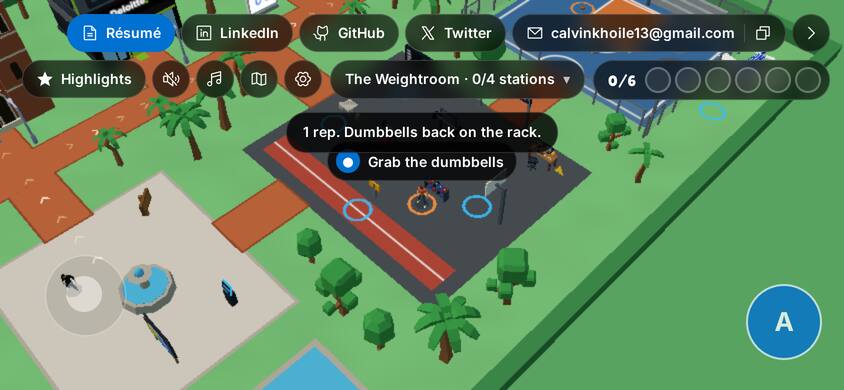 Deloitte.
Résumé
LinkedIn
GitHub
Twitter
calvinkhoile13@gmail.com
Highlights
The Weightroom · 0/4 stations ▾
0/6
1 rep. Dumbbells back on the rack.
Grab the dumbbells
A